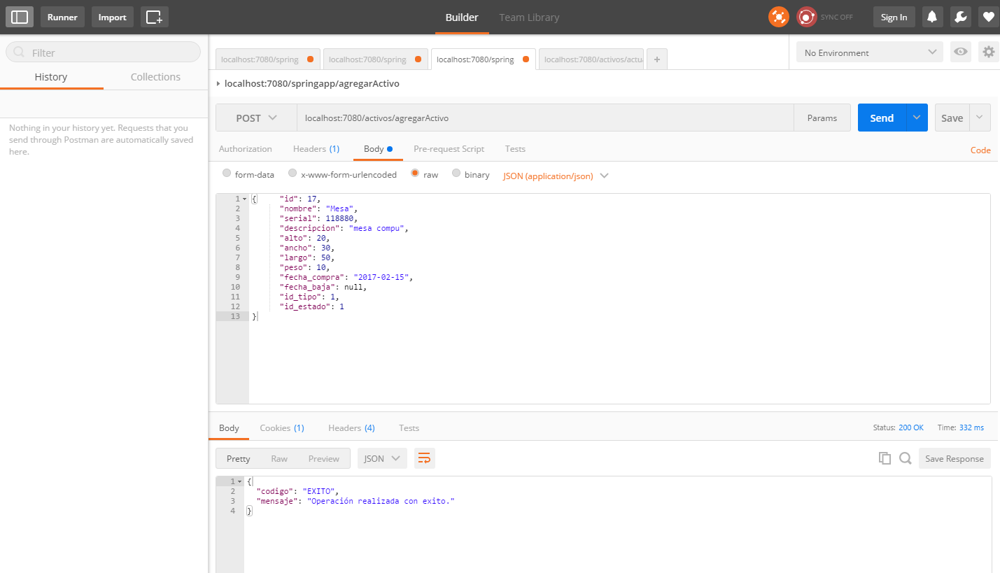 Runner Import Builder Team Library SYNC OFF Sign In
Filter
History Collections
Nothing in your history yet. Requests that you
send through Postman are automatically saved
here.
localhost:7080/spring localhost:7080/spring localhost:7080/spring localhost:7080/activos/actu + No Environment
localhost:7080/springapp/agregarActivo
POST localhost:7080/activos/agregarActivo Params Send Save
Authorization Headers (1) Body Pre-request Script Tests Code
form-data x-www-form-urlencoded raw binary JSON (application/json)
1 { "id": 17,
2 "nombre": "Mesa",
3 "serial": 118880,
4 "descripcion": "mesa compu",
5 "alto": 20,
6 "ancho": 30,
7 "largo": 50,
8 "peso": 10,
9 "fecha_compra": "2017-02-15",
10 "fecha_baja": null,
11 "id_tipo": 1,
12 "id_estado": 1
13 }
Body Cookies (1) Headers (4) Tests Status: 200 OK Time: 332 ms
Pretty Raw Preview JSON Save Response
1 {
2 "codigo": "EXITO",
3 "mensaje": "Operación realizada con exito."
4 }